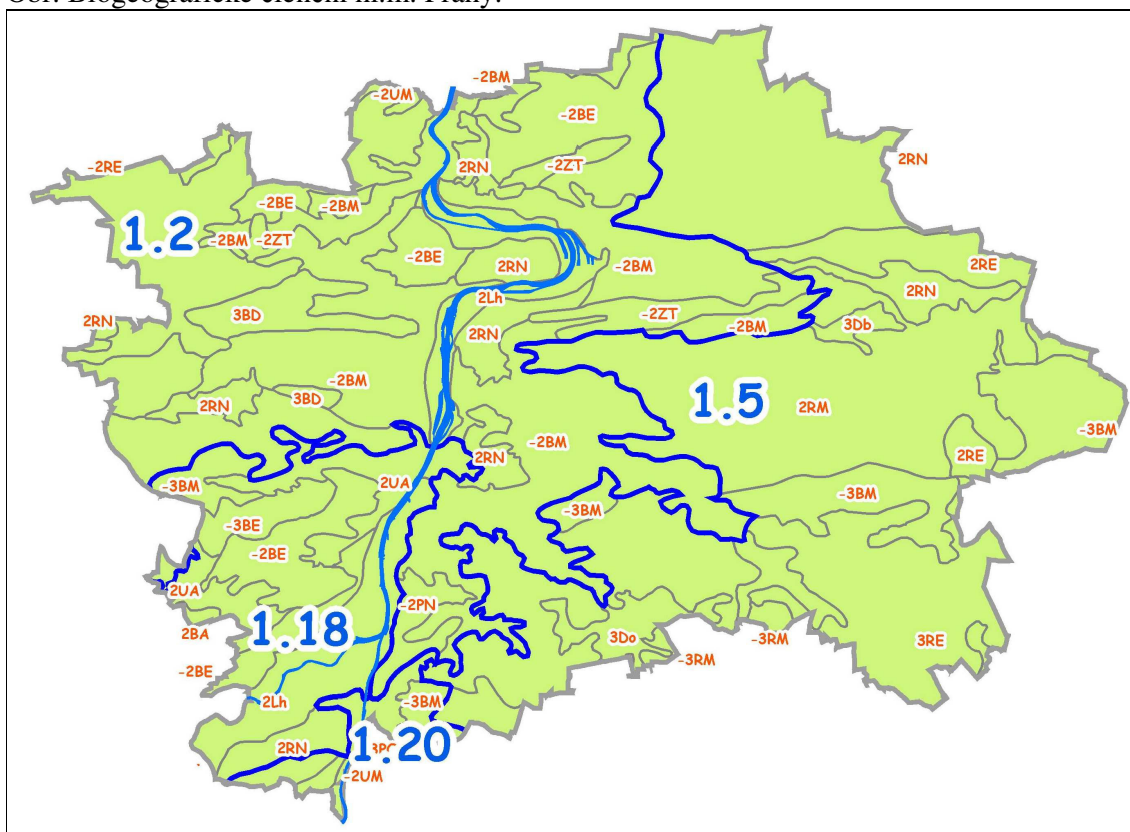 Obr. Biogeografické členění hl.m. Prahy.
-2BM
-2UM
-2BE
2RN
-2ZT
2RN
-2RE
-2BE
-2BM
1.2
-2BM
-2ZT
-2BE
2RN
-2BM
2RE
2RN
2Lh
3BD
2RN
-2ZT
-2BM
3Db
2RN
-2BM
3BD
2RN
1.5
2RM
-3BM
-2BM
2RN
2RE
-3BM
2UA
-3BM
-3BM
-3BE
-2BE
2UA
-2PN
2BA
1.18
3Do
-3RM
-3RM
3RE
-2BE
2Lh
-3BM
2RN
1.20
-2UM